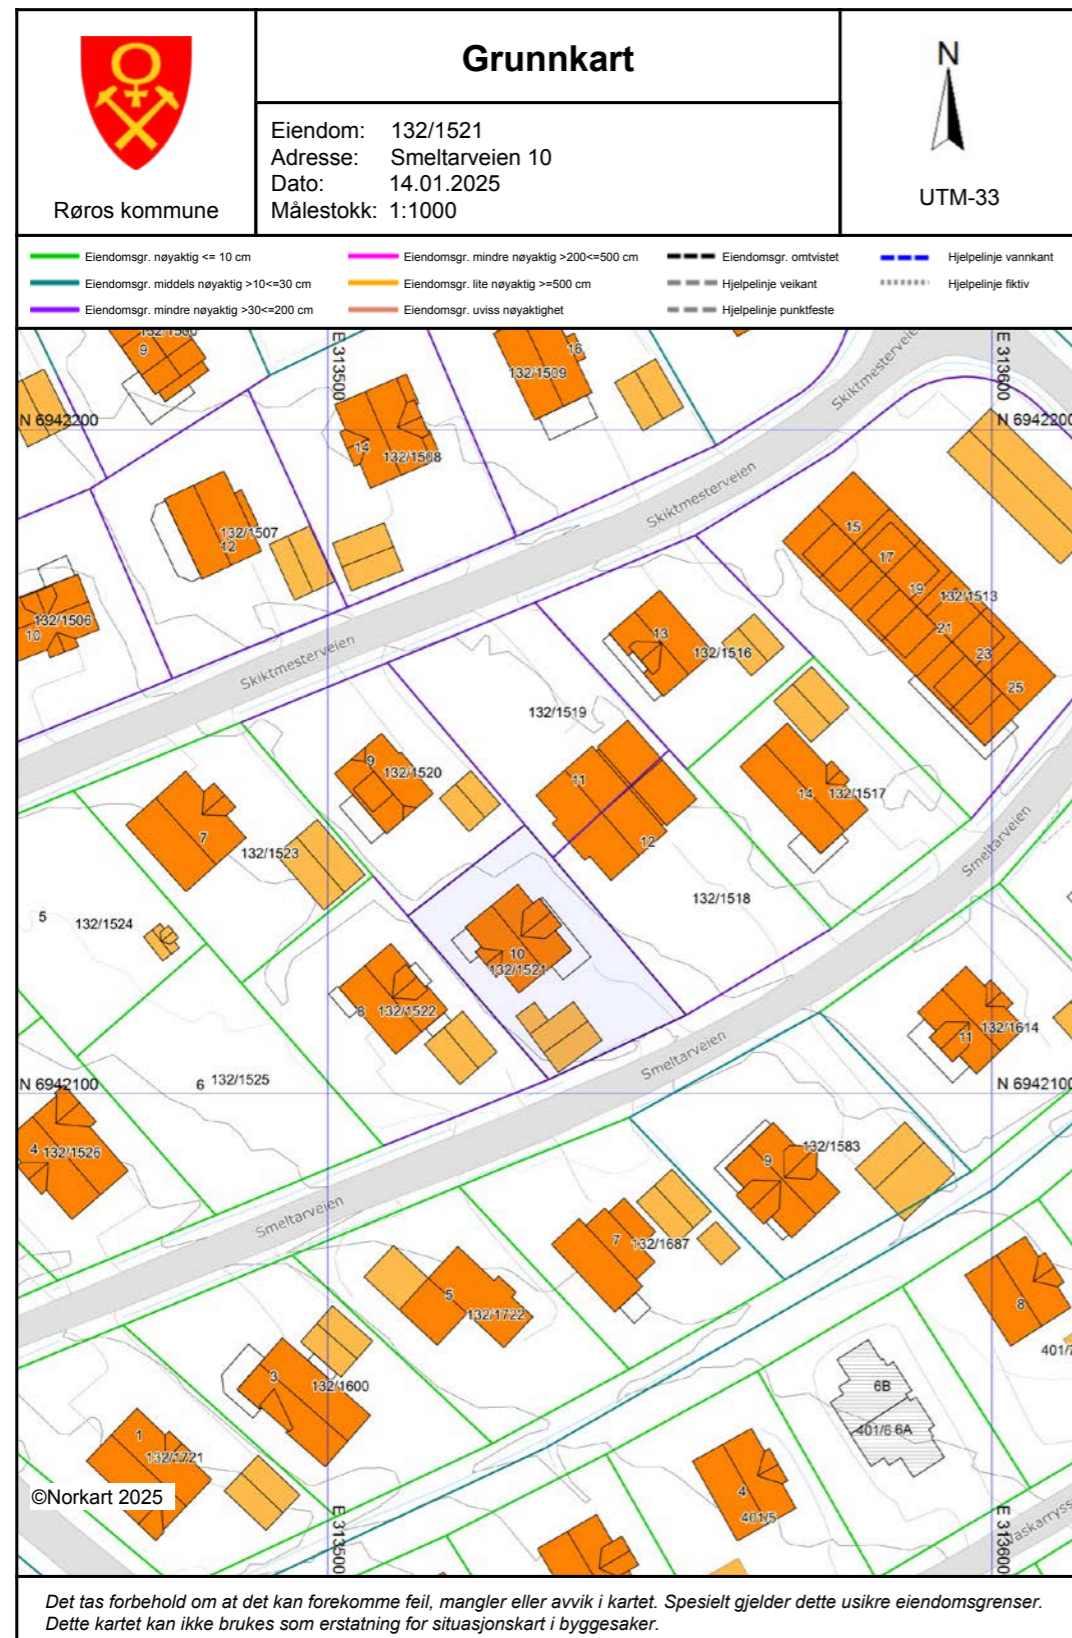 Grunnkart
N
Eiendom: 132/1521
Adresse: Smeltarveien 10
Dato: 14.01.2025
Målestokk: 1:1000
Røros kommune
UTM-33
Eiendomsgr. nøyaktig <= 10 cm
Eiendomsgr. middels nøyaktig >10<=30 cm
Eiendomsgr. mindre nøyaktig >30<=200 cm
Eiendomsgr. mindre nøyaktig >200<=500 cm
Eiendomsgr. lite nøyaktig >=500 cm
Eiendomsgr. uviss nøyaktighet
Eiendomsgr. omtvistet
Hjelpelinje veikant
Hjelpelinje punktfeste
Hjelpelinje vannkant
Hjelpelinje fiktiv
9
E 313500
16
132/1509
Skiktmesterveien
E 313600
N 6942200
N 6942200
14
132/1508
Skiktmesterveien
132/1507
12
15
17
19
132/1513
21
23
25
132/1506
10
13
132/1516
Skiktmesterveien
132/1519
9
132/1520
11
12
14
132/1517
7
132/1523
Smeltarveien
132/1518
5
132/1524
10
132/1521
8
132/1522
11
132/1614
Smeltarveien
6
132/1525
N 6942100
N 6942100
4
132/1526
9
132/1583
Smeltarveien
7
132/1687
5
132/1722
8
3
132/1600
6B
401/6
6A
1
132/1721
4
401/5
©Norkart 2025
E 313500
E 313600
Det tas forbehold om at det kan forekomme feil, mangler eller avvik i kartet. Spesielt gjelder dette usikre eiendomsgrenser.
Dette kartet kan ikke brukes som erstatning for situasjonskart i byggesaker.